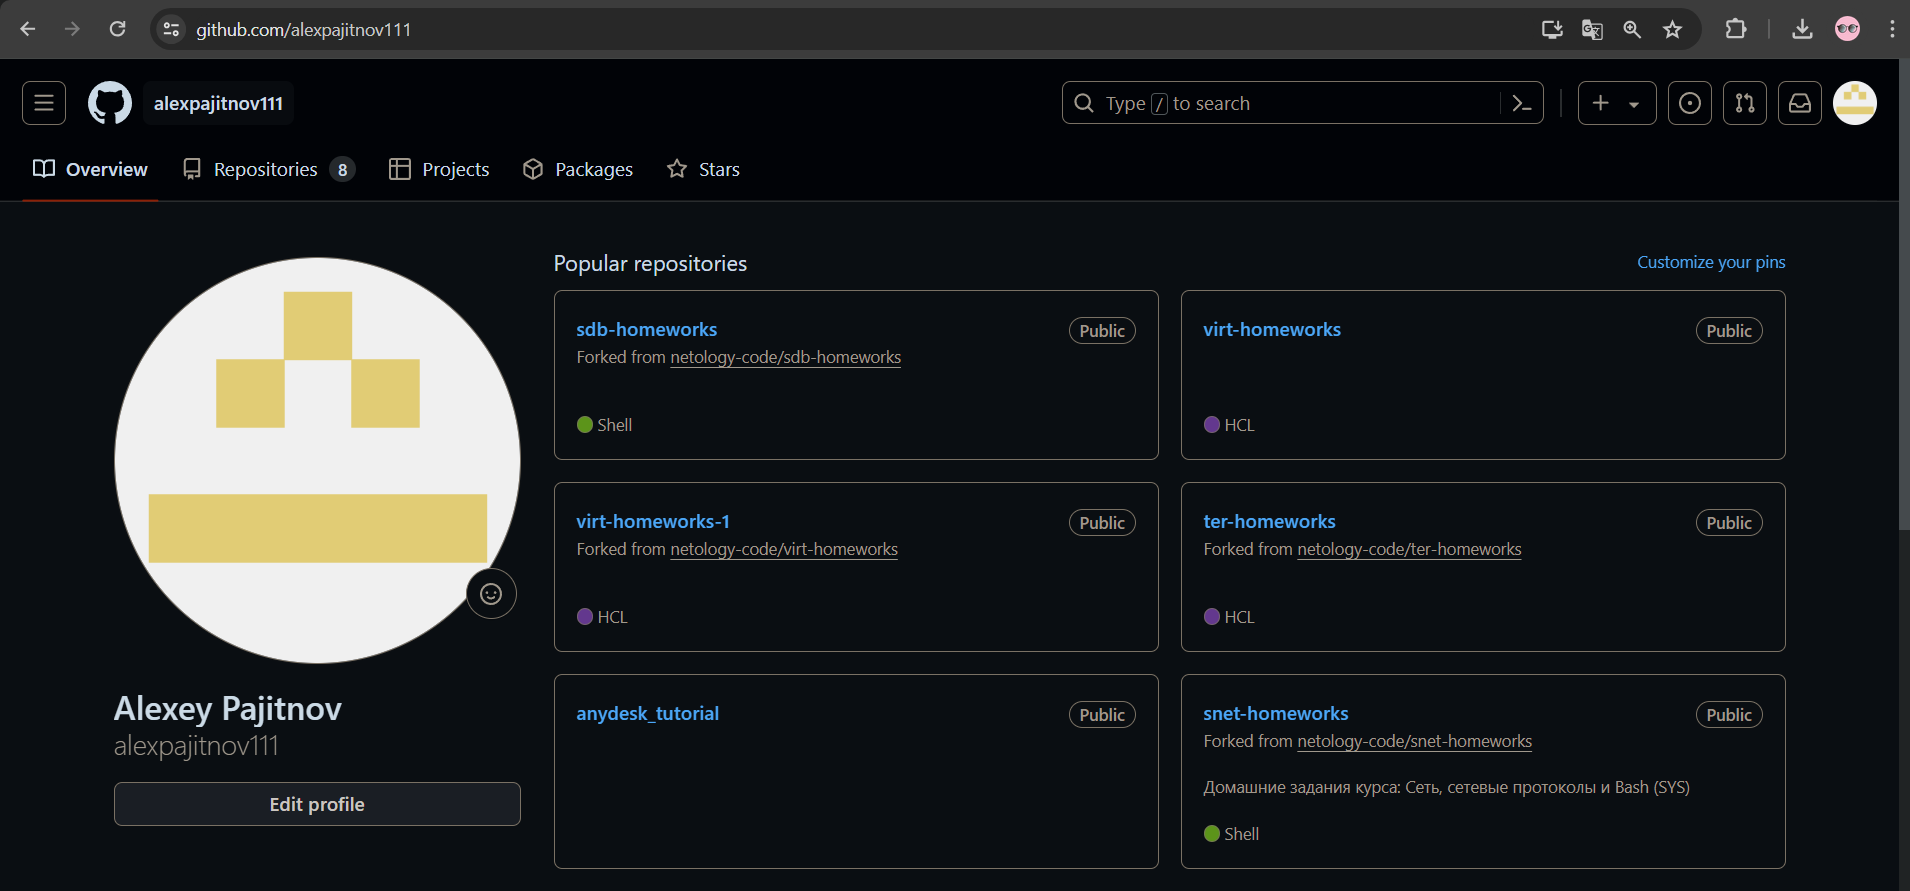 github.com/alexpajitnov111
alexpajitnov111
Type / to search
Overview
Repositories 8
Projects
Packages
Stars
Alexey Pajitnov
alexpajitnov111
Edit profile
Popular repositories
Customize your pins
sdb-homeworks
Public
Forked from netology-code/sdb-homeworks
Shell
virt-homeworks
Public
HCL
virt-homeworks-1
Public
Forked from netology-code/virt-homeworks
HCL
ter-homeworks
Public
Forked from netology-code/ter-homeworks
HCL
anydesk_tutorial
Public
snet-homeworks
Public
Forked from netology-code/snet-homeworks
Домашние задания курса: Сеть, сетевые протоколы и Bash (SYS)
Shell